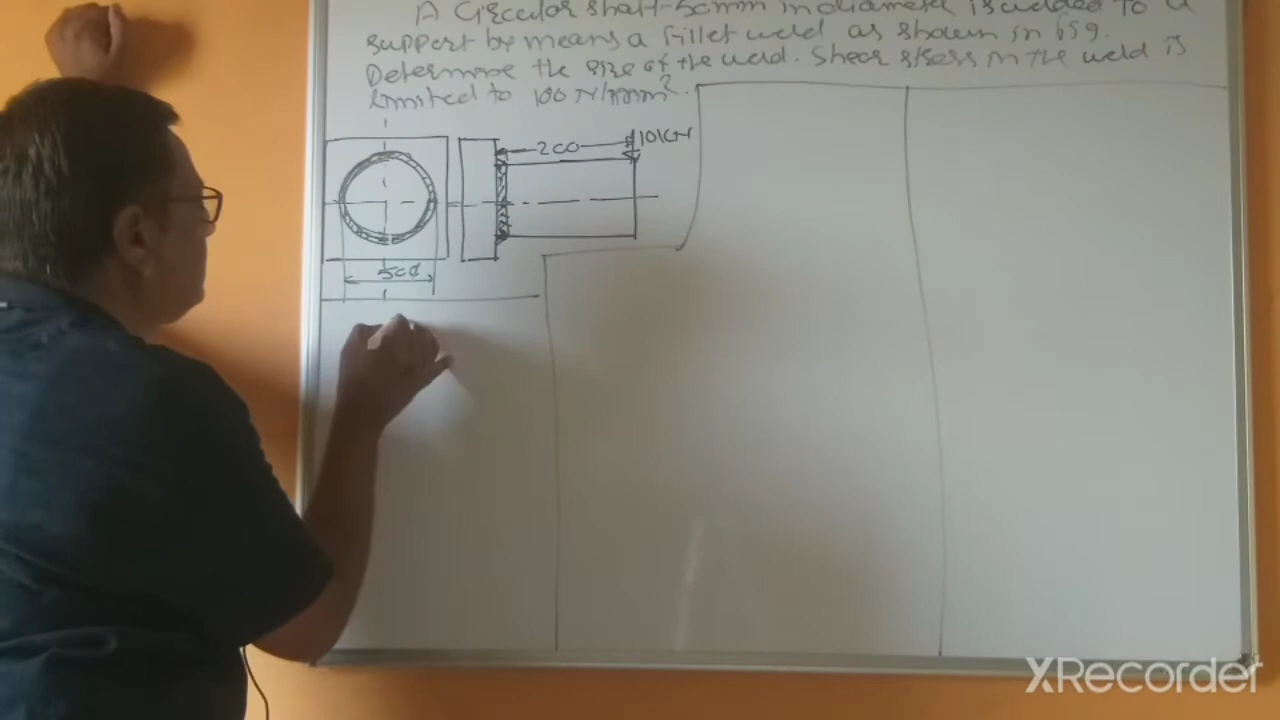 A Circular shaft 50mm in diameter is welded to a
support by means a fillet weld as shown in fig.
Determine the size of the weld. Shear stress in the weld is
limited to 100 N/mm².
200
10KN
50φ
XRecorder